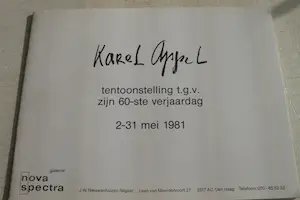 Karel Appel
tentoonstelling t.g.v.
zijn 60-ste verjaardag
2-31 mei 1981
galerie
nova
spectra